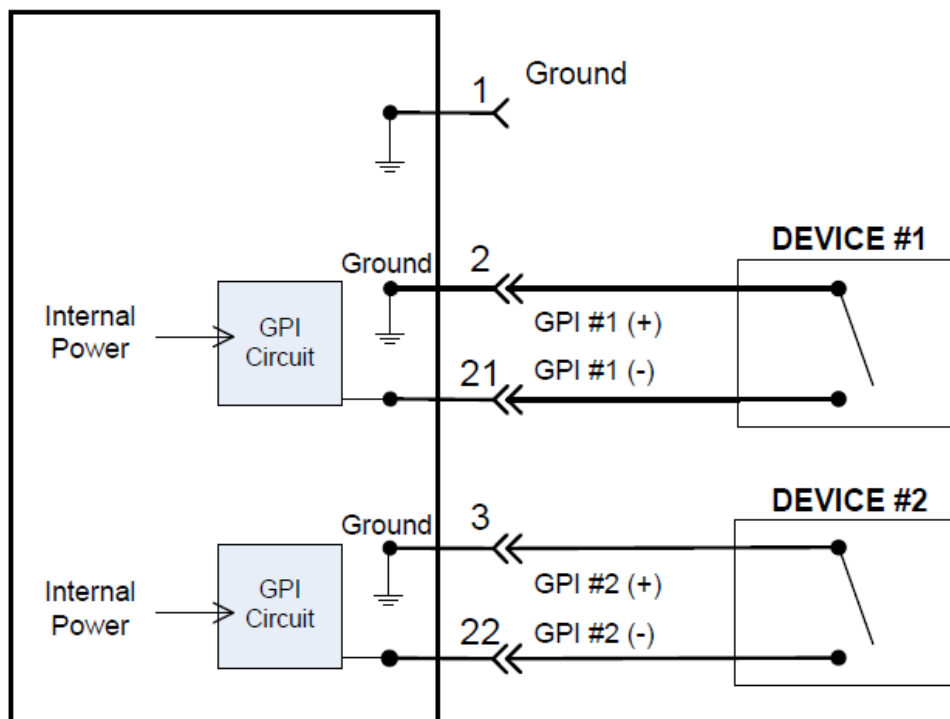 1
Ground
DEVICE #1
Ground
2
Internal
Power
GPI
Circuit
GPI #1 (+)
21
GPI #1 (-)
DEVICE #2
Ground
3
Internal
Power
GPI
Circuit
GPI #2 (+)
22
GPI #2 (-)